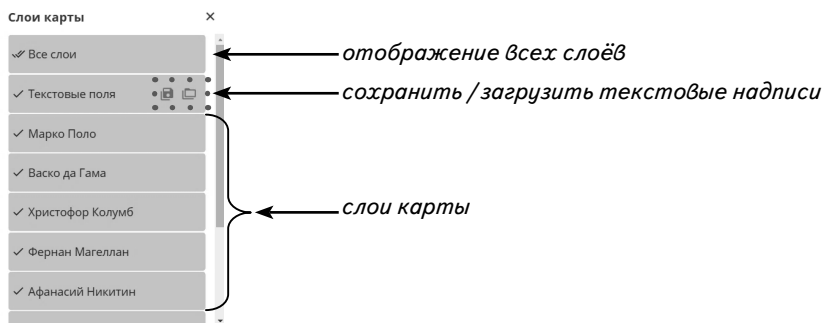 Слои карты
Все слои
отображение всех слоёв
Текстовые поля
сохранить / загрузить текстовые надписи
Марко Поло
Васко да Гама
Христофор Колумб
слои карты
Фернан Магеллан
Афанасий Никитин